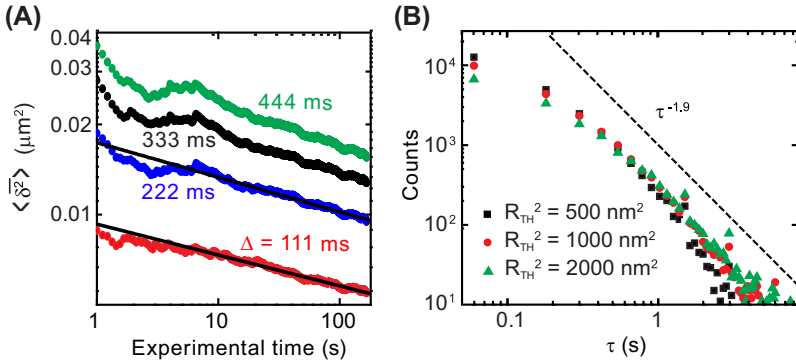 (A)
0.04
0.03
0.02
0.01
< δ² > (μm²)
444 ms
333 ms
222 ms
Δ = 111 ms
1 10 100
Experimental time (s)
(B)
10⁴
10³
10²
10¹
Counts
τ⁻¹·⁹
R_TH² = 500 nm²
R_TH² = 1000 nm²
R_TH² = 2000 nm²
0.1 1
τ (s)